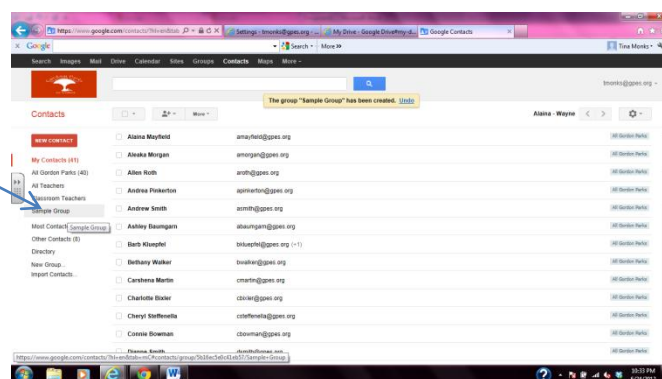 https://www.google.com/contacts/?hl=en&tab
Settings - tmonks@gpes.org - ...
My Drive - Google Drive#my-d...
Google Contacts
x Google
Search
More »
Tina Monks
Search Images Mail Drive Calendar Sites Groups Contacts Maps More
tmonks@gpes.org
The group "Sample Group" has been created. Undo
Contacts
More
Alaina - Wayne
NEW CONTACT
Alaina Mayfield amayfield@gpes.org All Gordon Parks
My Contacts (41)
Aleaka Morgan amorgan@gpes.org All Gordon Parks
All Gordon Parks (40)
Allen Roth aroth@gpes.org All Gordon Parks
All Teachers
Andrea Pinkerton apinkerton@gpes.org All Gordon Parks
Classroom Teachers
Sample Group
Andrew Smith asmith@gpes.org All Gordon Parks
Most Contact
Sample Group
Ashley Baumgarn abaumgarn@gpes.org All Gordon Parks
Other Contacts (8)
Barb Kluepfel bkluepfel@gpes.org (+1) All Gordon Parks
Directory
Bethany Walker bwalker@gpes.org All Gordon Parks
New Group...
Import Contacts...
Carshena Martin cmartin@gpes.org All Gordon Parks
Charlotte Bixler cbixler@gpes.org All Gordon Parks
Cheryl Steffenella csteffenella@gpes.org All Gordon Parks
Connie Bowman cbowman@gpes.org All Gordon Parks
Dianne Smith
10:33 PM